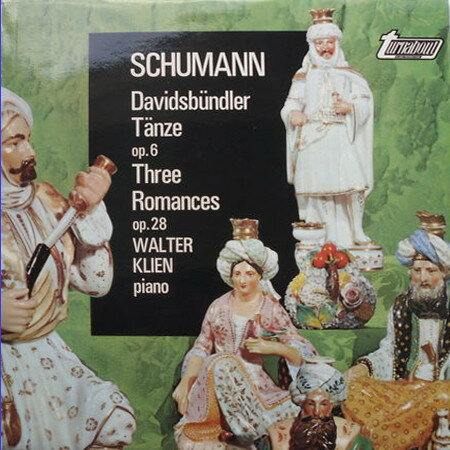 SCHUMANN
turnabout
Davidsbündler
Tänze
op.6
Three
Romances
op.28
WALTER
KLIEN
piano